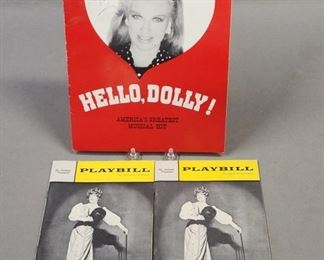 HELLO, DOLLY!
AMERICA'S GREATEST
MUSICAL HIT
PLAYBILL
PLAYBILL